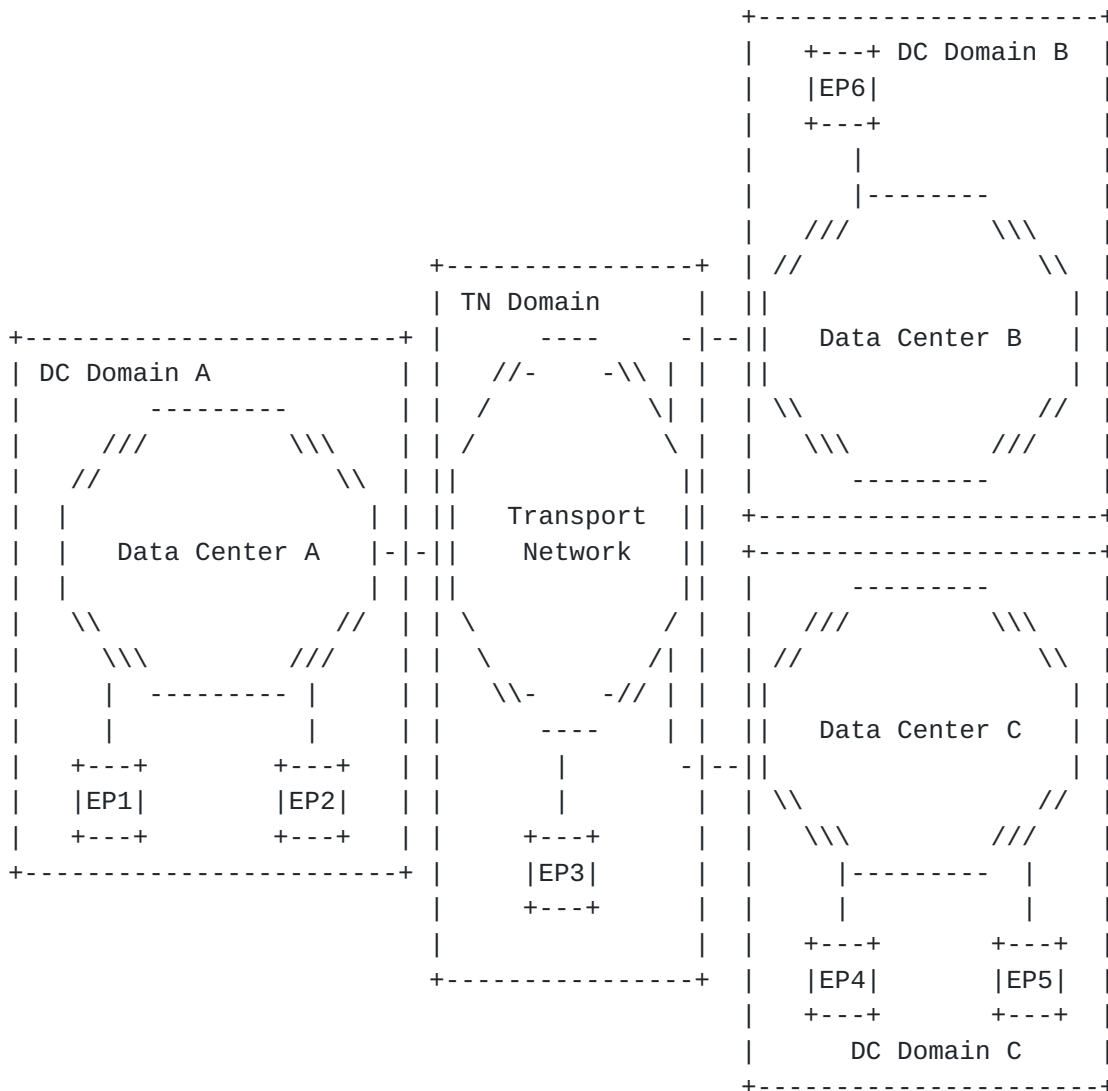 DC Domain B
EP6
TN Domain
Data Center B
DC Domain A
Transport
Data Center A
Network
Data Center C
EP1
EP2
EP3
EP4
EP5
DC Domain C